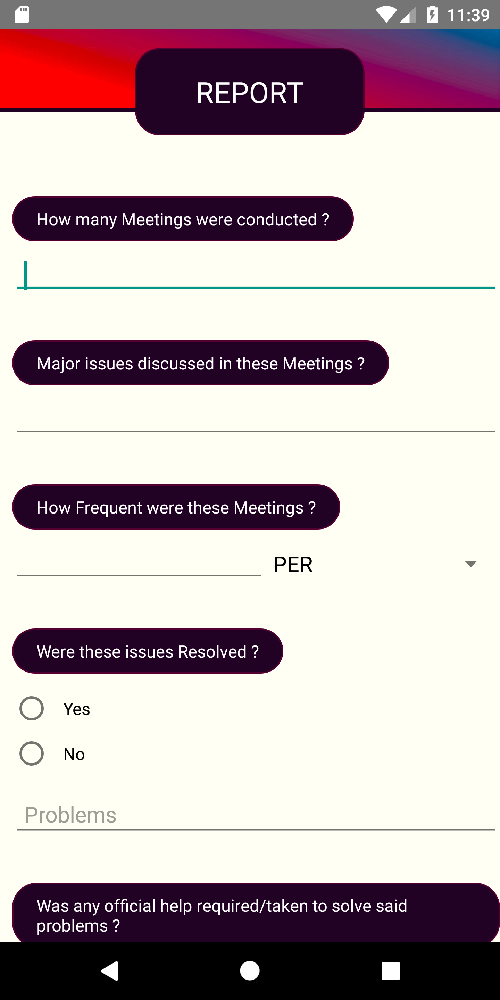 11:39
REPORT
How many Meetings were conducted ?
Major issues discussed in these Meetings ?
How Frequent were these Meetings ?
PER
Were these issues Resolved ?
Yes
No
Problems
Was any official help required/taken to solve said
problems ?